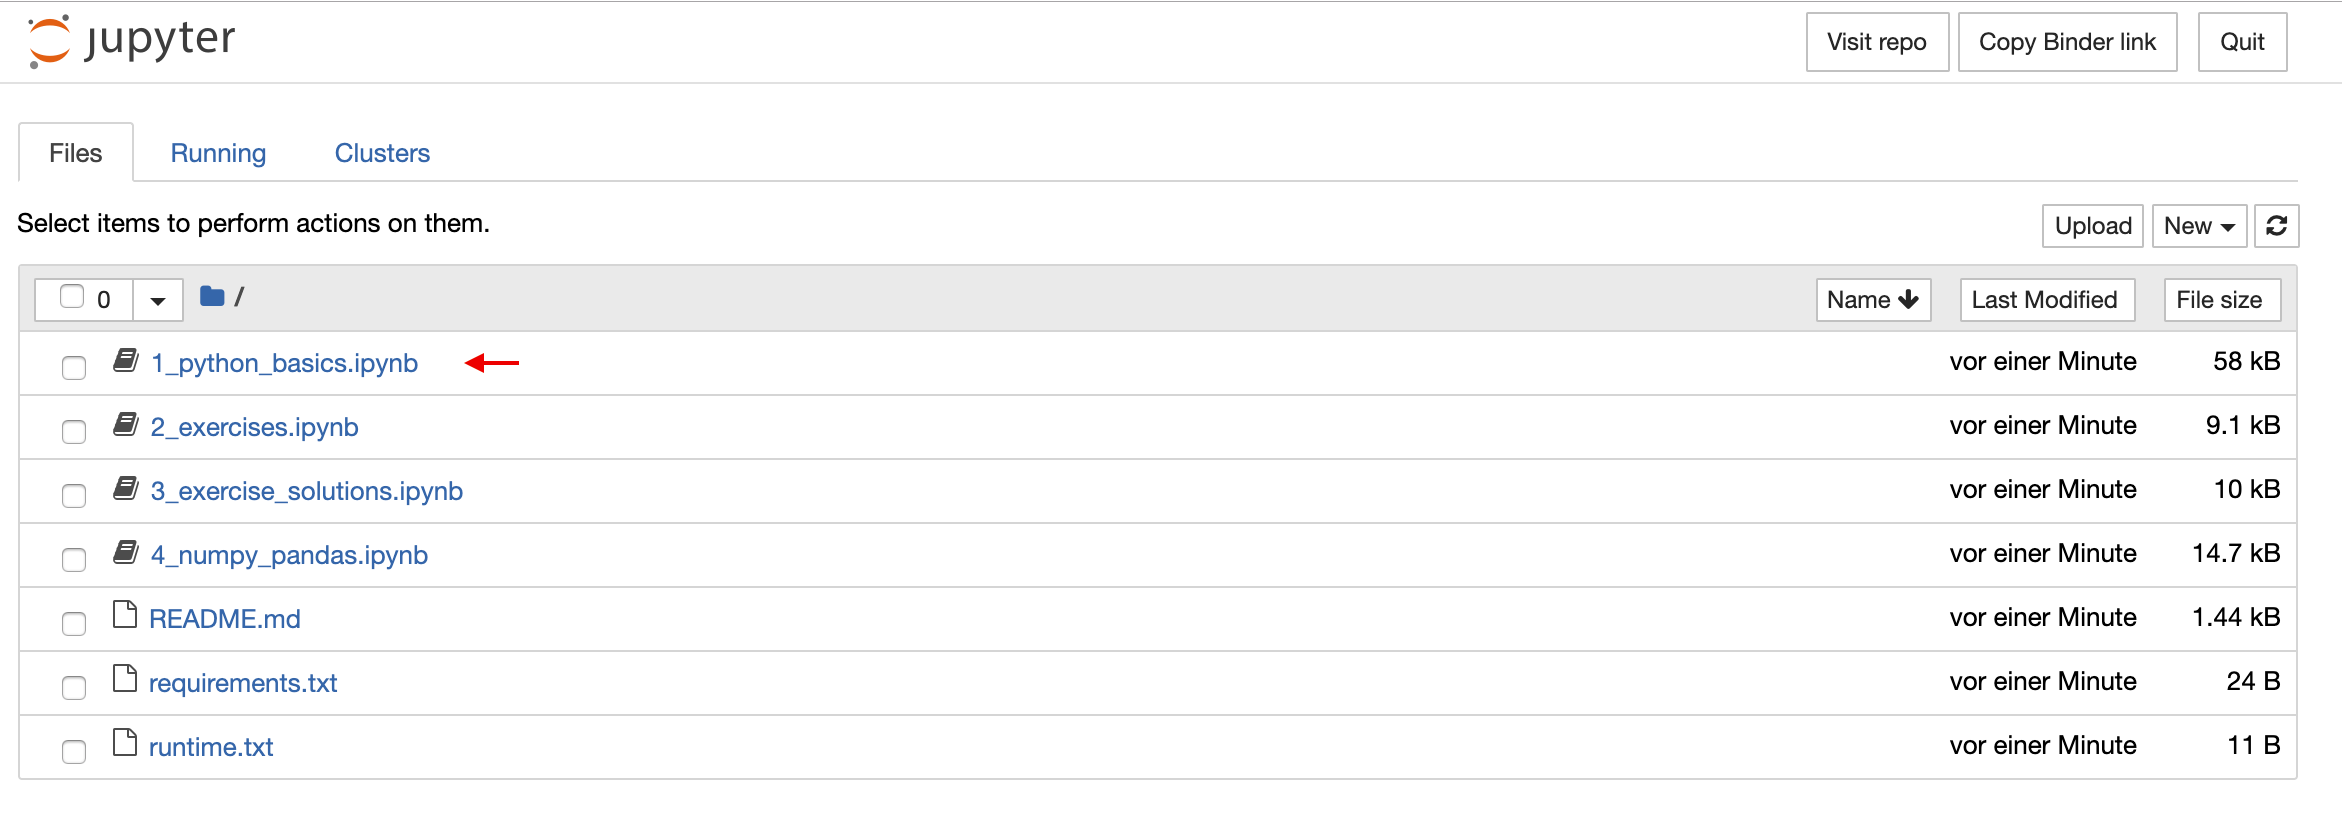 jupyter
Visit repo Copy Binder link Quit
Files Running Clusters
Select items to perform actions on them.
Upload New
0 / Name Last Modified File size
1_python_basics.ipynb vor einer Minute 58 kB
2_exercises.ipynb vor einer Minute 9.1 kB
3_exercise_solutions.ipynb vor einer Minute 10 kB
4_numpy_pandas.ipynb vor einer Minute 14.7 kB
README.md vor einer Minute 1.44 kB
requirements.txt vor einer Minute 24 B
runtime.txt vor einer Minute 11 B